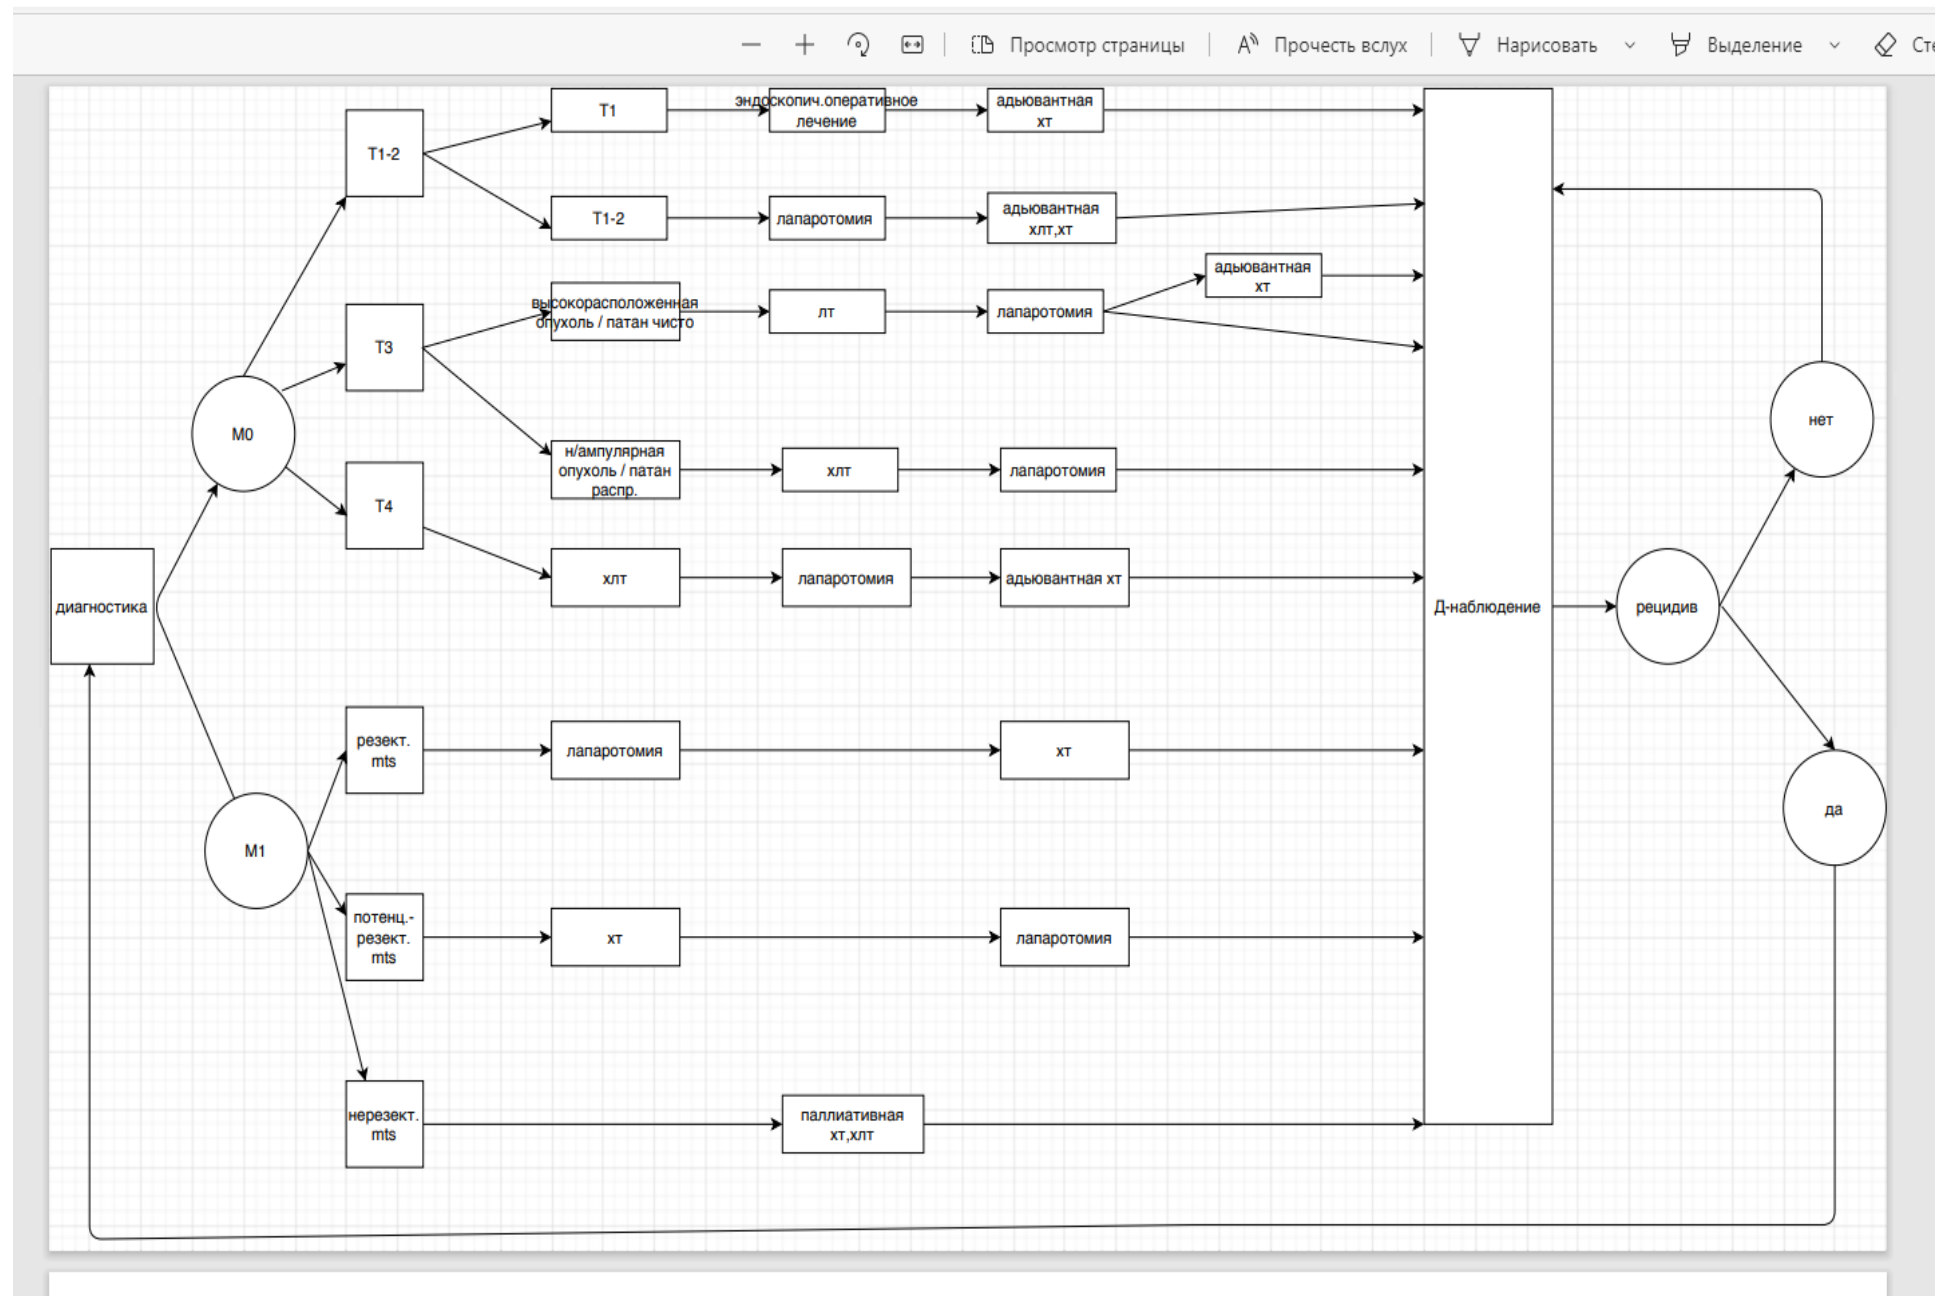 Просмотр страницы
Прочесть вслух
Нарисовать
Выделение
T1-2
T1
эндоскопич.оперативное
лечение
адьювантная
хт
T1-2
лапаротомия
адьювантная
хлт,хт
T3
высокорасположенная
опухоль / патан чисто
лт
лапаротомия
адьювантная
хт
M0
н/ампулярная
опухоль / патан
распр.
хлт
лапаротомия
T4
хлт
лапаротомия
адьювантная хт
диагностика
Д-наблюдение
рецидив
нет
да
M1
резект.
mts
лапаротомия
хт
потенц.-
резект.
mts
хт
лапаротомия
нерезект.
mts
паллиативная
хт,хлт